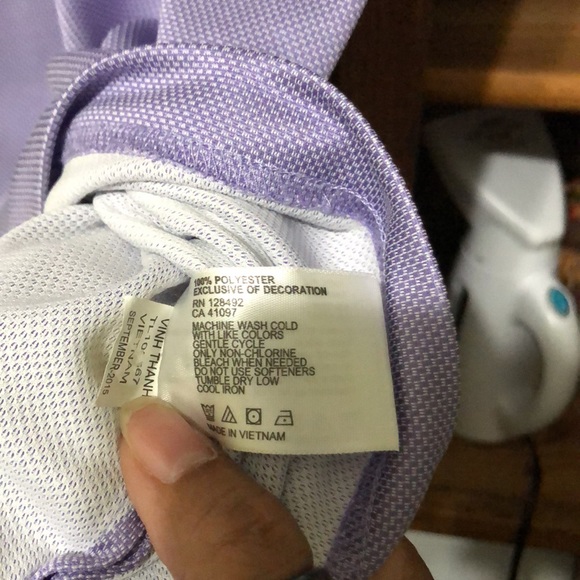 100% POLYESTER
EXCLUSIVE OF DECORATION
RN 128492
CA 41097
MACHINE WASH COLD
WITH LIKE COLORS
GENTLE CYCLE
ONLY NON-CHLORINE
BLEACH WHEN NEEDED
DO NOT USE SOFTENERS
TUMBLE DRY LOW
COOL IRON
MADE IN VIETNAM
VINH THANH
VIETNAM
SEPTEMBER-2018